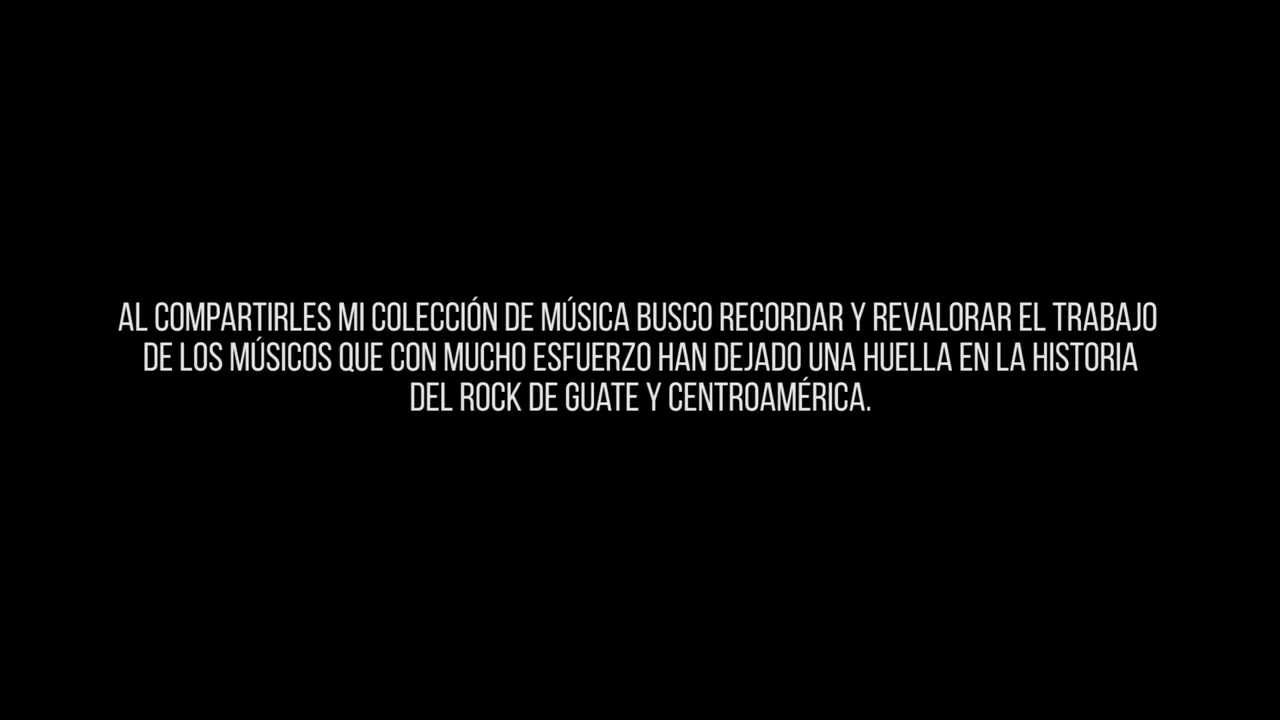 AL COMPARTIRLES MI COLECCIÓN DE MÚSICA BUSCO RECORDAR Y REVALORAR EL TRABAJO
DE LOS MÚSICOS QUE CON MUCHO ESFUERZO HAN DEJADO UNA HUELLA EN LA HISTORIA
DEL ROCK DE GUATE Y CENTROAMÉRICA.